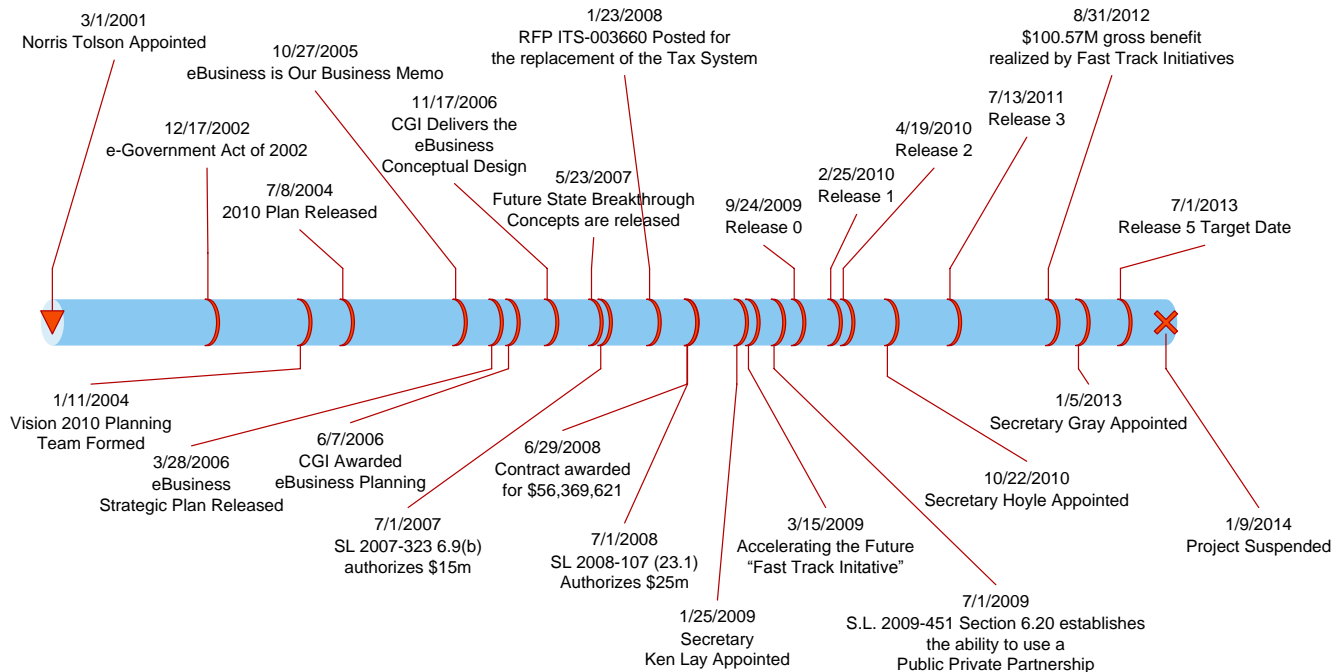 3/1/2001
Norris Tolson Appointed
12/17/2002
e-Government Act of 2002
7/8/2004
2010 Plan Released
10/27/2005
eBusiness is Our Business Memo
11/17/2006
CGI Delivers the
eBusiness
Conceptual Design
5/23/2007
Future State Breakthrough
Concepts are released
1/23/2008
RFP ITS-003660 Posted for
the replacement of the Tax System
9/24/2009
Release 0
2/25/2010
Release 1
4/19/2010
Release 2
7/13/2011
Release 3
8/31/2012
$100.57M gross benefit
realized by Fast Track Initiatives
7/1/2013
Release 5 Target Date
1/11/2004
Vision 2010 Planning
Team Formed
3/28/2006
eBusiness
Strategic Plan Released
6/7/2006
CGI Awarded
eBusiness Planning
7/1/2007
SL 2007-323 6.9(b)
authorizes $15m
6/29/2008
Contract awarded
for $56,369,621
7/1/2008
SL 2008-107 (23.1)
Authorizes $25m
1/25/2009
Secretary
Ken Lay Appointed
3/15/2009
Accelerating the Future
“Fast Track Initative”
7/1/2009
S.L. 2009-451 Section 6.20 establishes
the ability to use a
Public Private Partnership
10/22/2010
Secretary Hoyle Appointed
1/5/2013
Secretary Gray Appointed
1/9/2014
Project Suspended